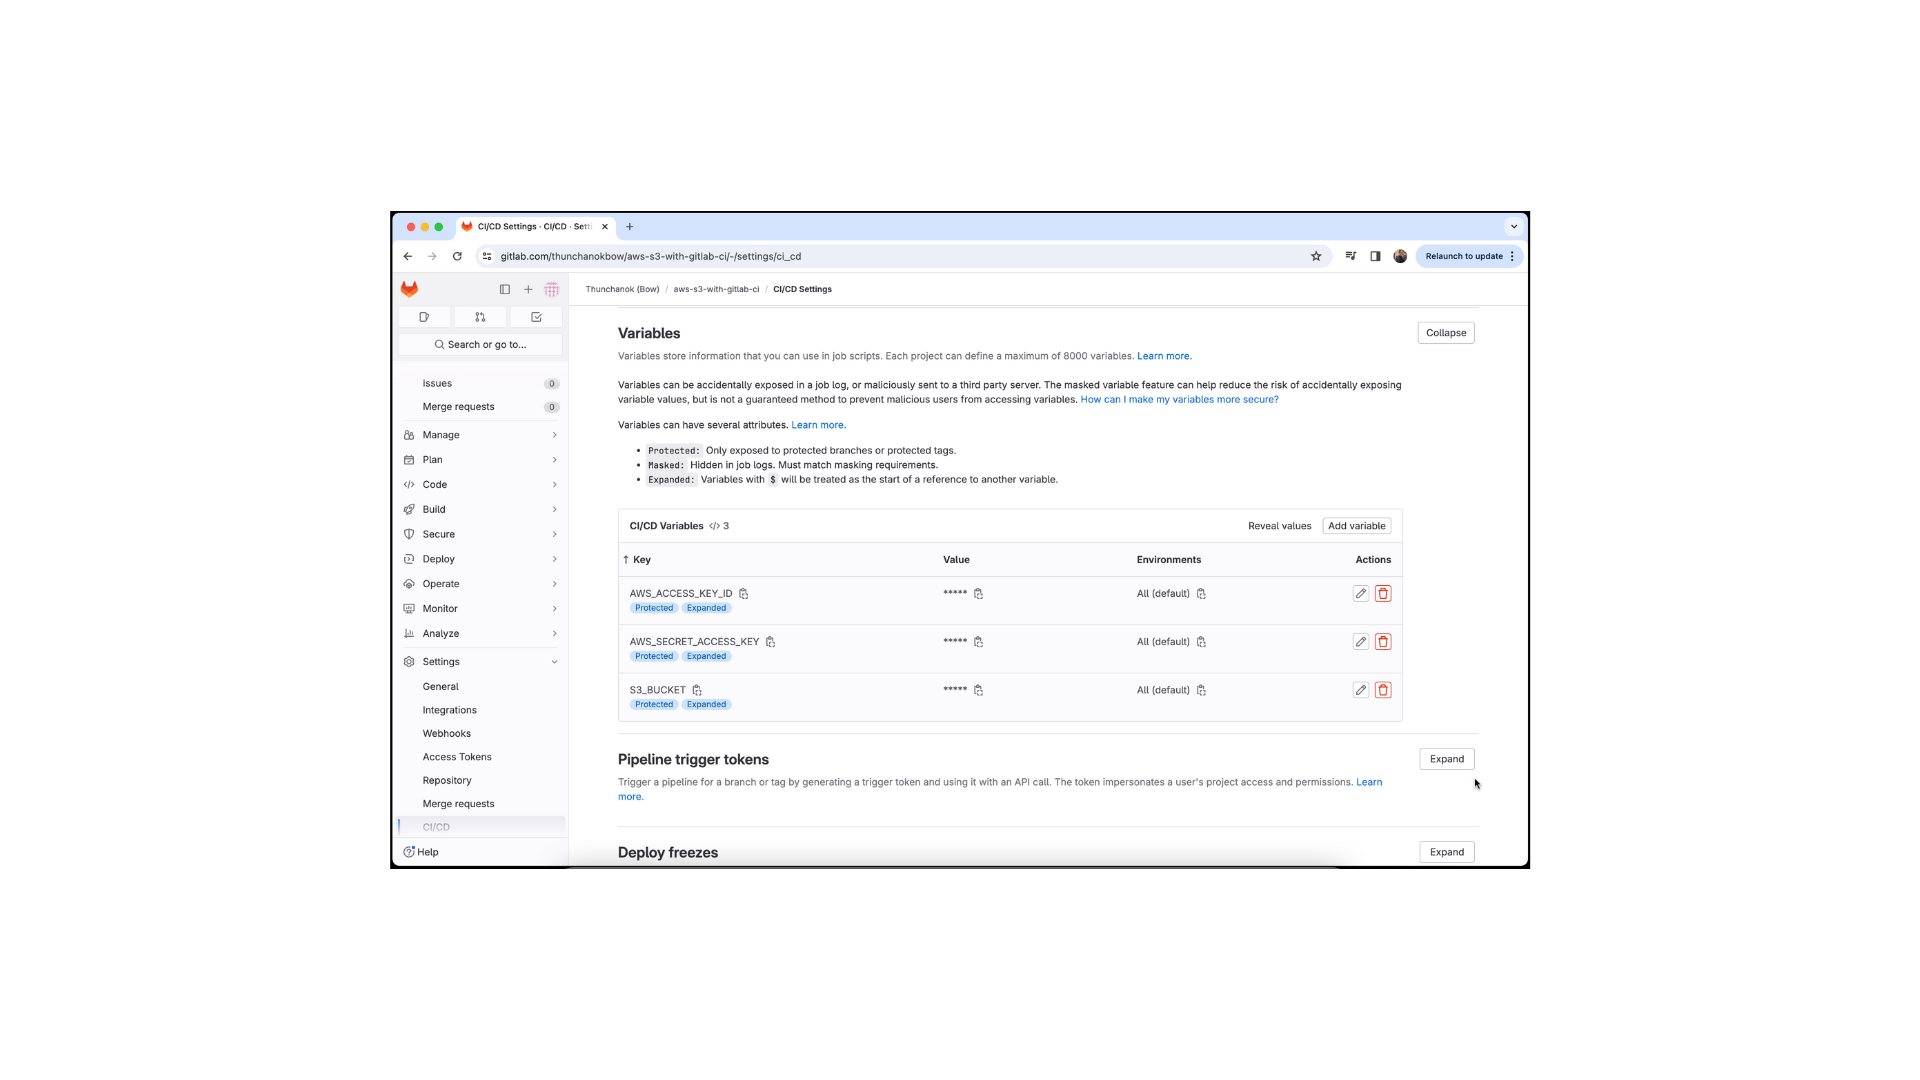 CI/CD Settings · CI/CD · Setti
gitlab.com/thunchanokbow/aws-s3-with-gitlab-ci/-/settings/ci_cd
Relaunch to update
Thunchanok (Bow) / aws-s3-with-gitlab-ci / CI/CD Settings
Search or go to...
Issues 0
Merge requests 0
Manage
Plan
Code
Build
Secure
Deploy
Operate
Monitor
Analyze
Settings
General
Integrations
Webhooks
Access Tokens
Repository
Merge requests
CI/CD
Help
Variables
Collapse
Variables store information that you can use in job scripts. Each project can define a maximum of 8000 variables. Learn more.
Variables can be accidentally exposed in a job log, or maliciously sent to a third party server. The masked variable feature can help reduce the risk of accidentally exposing
variable values, but is not a guaranteed method to prevent malicious users from accessing variables. How can I make my variables more secure?
Variables can have several attributes. Learn more.
• Protected: Only exposed to protected branches or protected tags.
• Masked: Hidden in job logs. Must match masking requirements.
• Expanded: Variables with $ will be treated as the start of a reference to another variable.
CI/CD Variables </> 3 Reveal values Add variable
↑ Key Value Environments Actions
AWS_ACCESS_KEY_ID ***** All (default)
Protected Expanded
AWS_SECRET_ACCESS_KEY ***** All (default)
Protected Expanded
S3_BUCKET ***** All (default)
Protected Expanded
Pipeline trigger tokens
Expand
Trigger a pipeline for a branch or tag by generating a trigger token and using it with an API call. The token impersonates a user's project access and permissions. Learn
more.
Deploy freezes
Expand